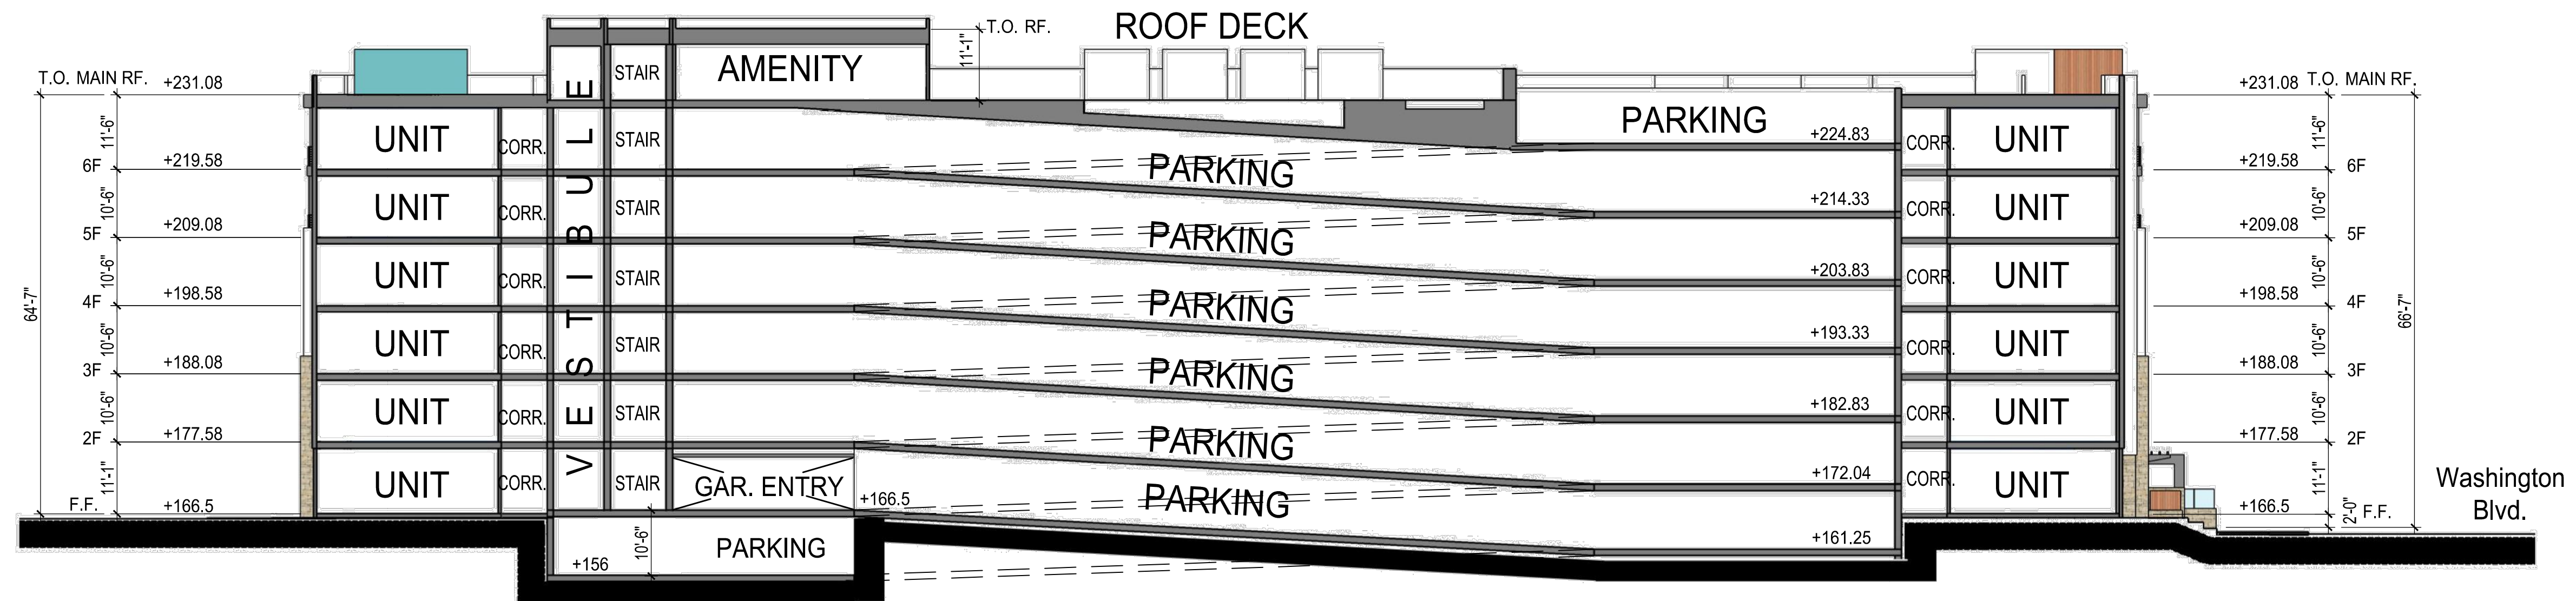 ROOF DECK
T.O. RF.
11'-1"
T.O. MAIN RF. +231.08
STAIR
AMENITY
+231.08 T.O. MAIN RF.
64'-7"
11'-6"
UNIT
CORR.
VESTIBULE
STAIR
PARKING
+224.83
CORR.
UNIT
11'-6"
66'-7"
6F +219.58
PARKING
+219.58 6F
10'-6"
UNIT
CORR.
STAIR
+214.33
CORR.
UNIT
10'-6"
5F +209.08
PARKING
+209.08 5F
10'-6"
UNIT
CORR.
STAIR
+203.83
CORR.
UNIT
10'-6"
4F +198.58
PARKING
+198.58 4F
10'-6"
UNIT
CORR.
STAIR
+193.33
CORR.
UNIT
10'-6"
3F +188.08
PARKING
+188.08 3F
10'-6"
UNIT
CORR.
STAIR
+182.83
CORR.
UNIT
10'-6"
2F +177.58
PARKING
+177.58 2F
11'-1"
UNIT
CORR.
STAIR
GAR. ENTRY
+172.04
CORR.
UNIT
11'-1"
F.F. +166.5
+166.5
PARKING
+166.5 F.F.
2'-0"
Washington
Blvd.
10'-6"
PARKING
+161.25
+156